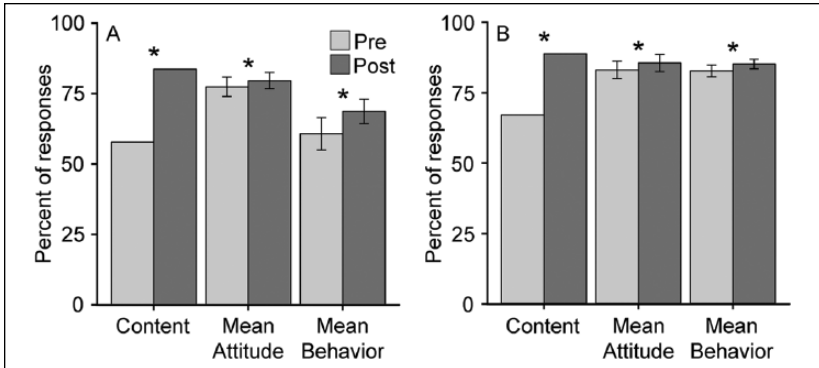 A
Pre
Post
Percent of responses
100
75
50
25
0
*
*
*
Content
Mean
Attitude
Mean
Behavior
B
Percent of responses
100
75
50
25
0
*
*
*
Content
Mean
Attitude
Mean
Behavior